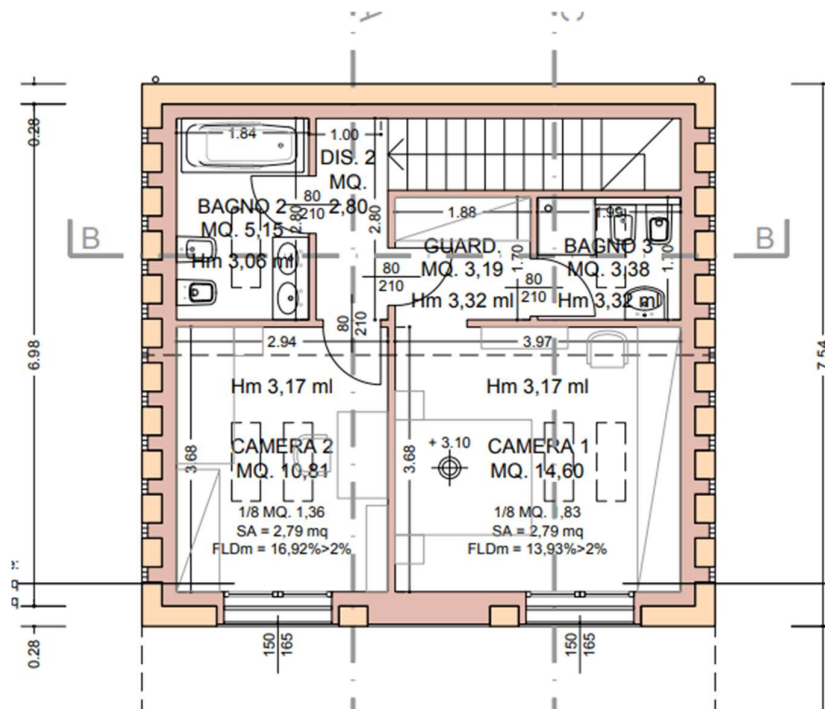 0.28
1.84
1.00
DIS. 2
MQ.
2,80
80
210
BAGNO 2
MQ. 5,15
Hm 3,06 ml
2.80
2.80
1.88
1.99
GUARD.
MQ. 3,19
Hm 3,32 ml
1.70
BAGNO 3
MQ. 3,38
Hm 3,32 ml
1.70
B
B
80
210
80
210
80
210
6.98
7.54
2.94
3.97
Hm 3,17 ml
Hm 3,17 ml
3.68
3.68
+ 3.10
CAMERA 2
MQ. 10,81
1/8 MQ. 1,36
SA = 2,79 mq
FLDm = 16,92%>2%
CAMERA 1
MQ. 14,60
1/8 MQ. 1,83
SA = 2,79 mq
FLDm = 13,93%>2%
0.28
150
165
150
165